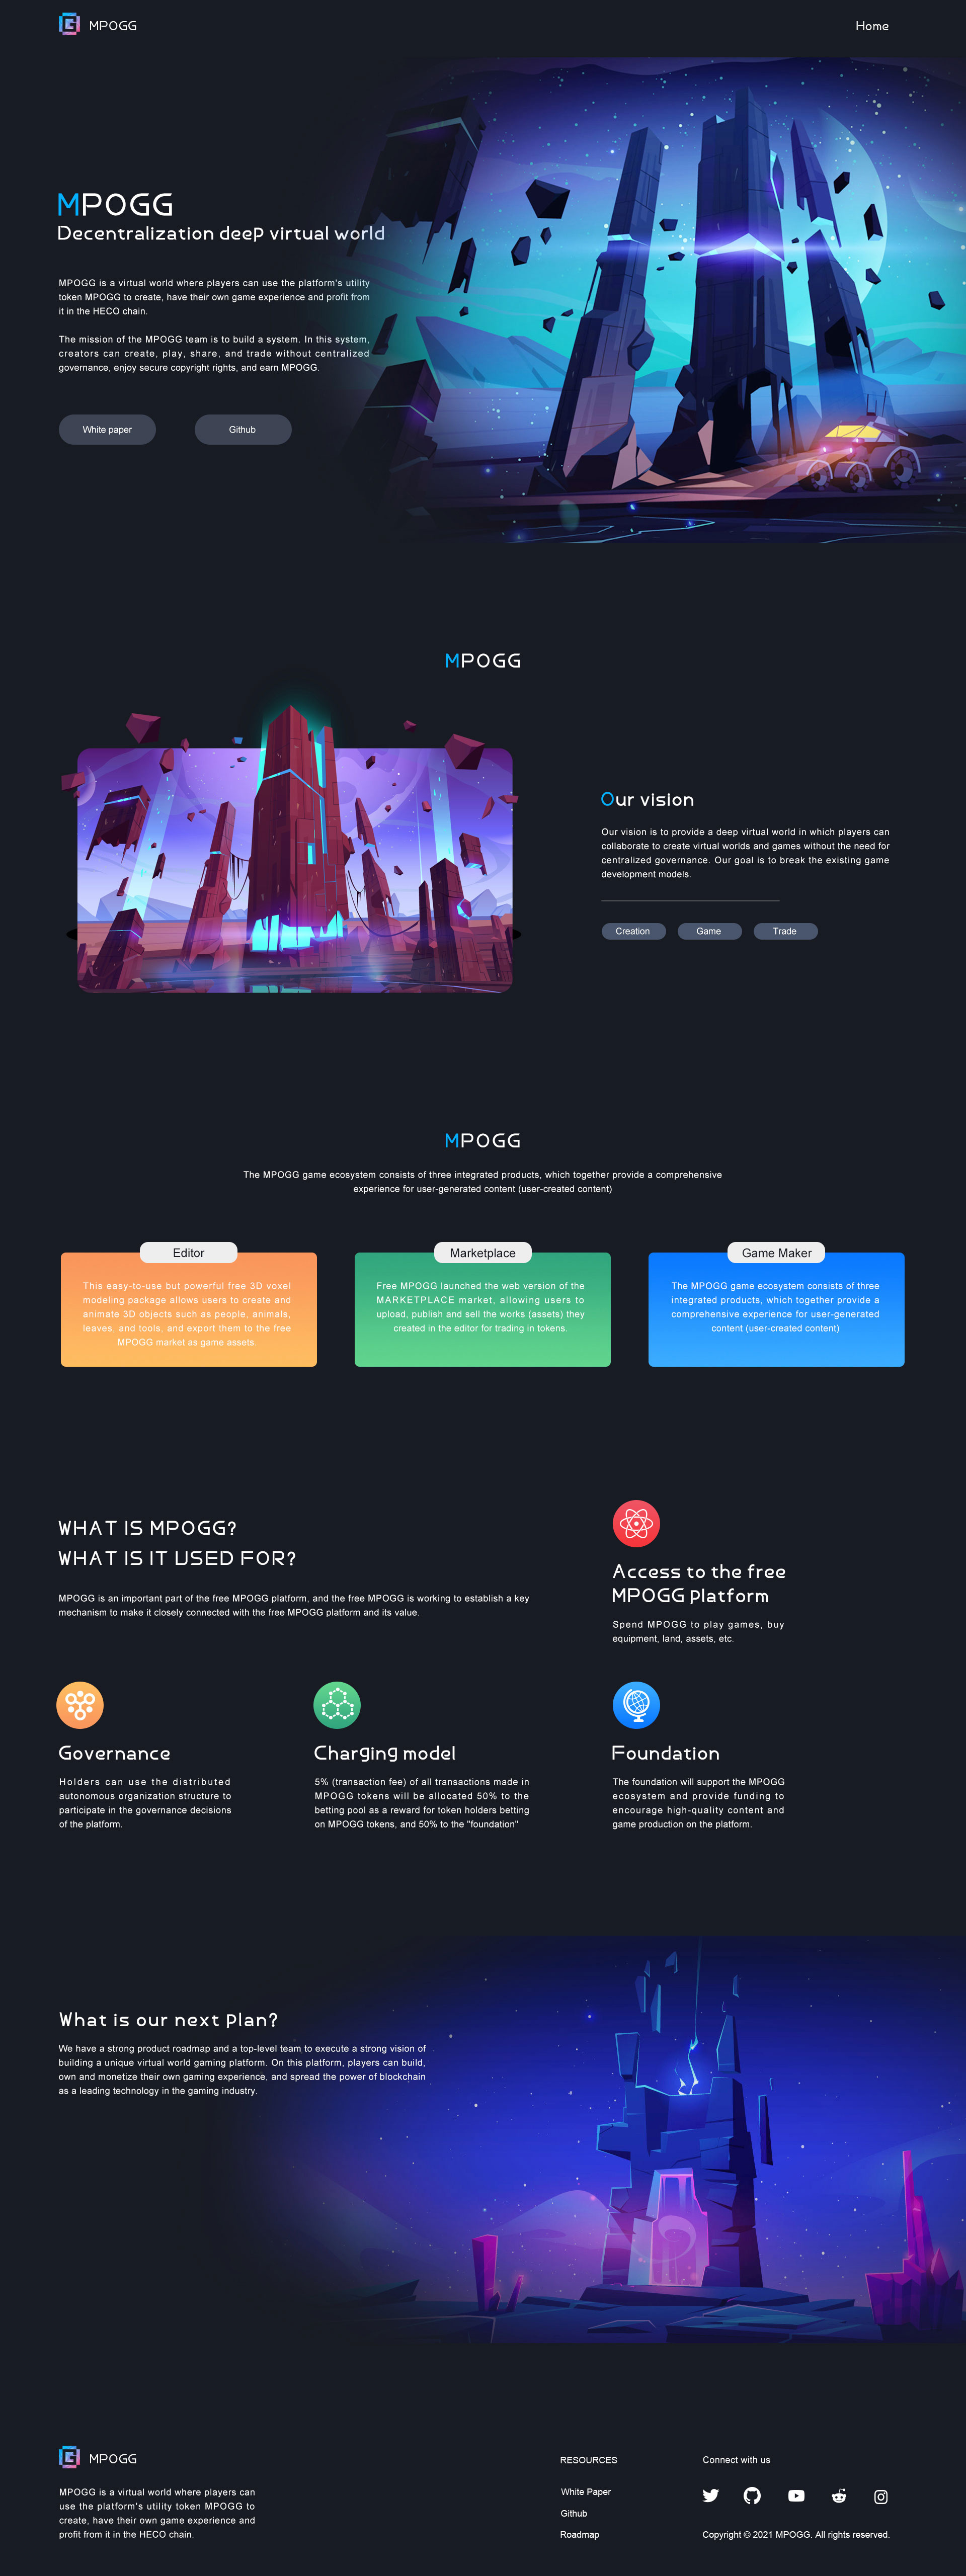 MPOGG
Home
MPOGG
Decentralization deep virtual world
MPOGG is a virtual world where players can use the platform's utility
token MPOGG to create, have their own game experience and profit from
it in the HECO chain.
The mission of the MPOGG team is to build a system. In this system,
creators can create, play, share, and trade without centralized
governance, enjoy secure copyright rights, and earn MPOGG.
White paper
Github
MPOGG
Our vision
Our vision is to provide a deep virtual world in which players can
collaborate to create virtual worlds and games without the need for
centralized governance. Our goal is to break the existing game
development models.
Creation
Game
Trade
MPOGG
The MPOGG game ecosystem consists of three integrated products, which together provide a comprehensive
experience for user-generated content (user-created content)
Editor
This easy-to-use but powerful free 3D voxel
modeling package allows users to create and
animate 3D objects such as people, animals,
leaves, and tools, and export them to the free
MPOGG market as game assets.
Marketplace
Free MPOGG launched the web version of the
MARKETPLACE market, allowing users to
upload, publish and sell the works (assets) they
created in the editor for trading in tokens.
Game Maker
The MPOGG game ecosystem consists of three
integrated products, which together provide a
comprehensive experience for user-generated
content (user-created content)
WHAT IS MPOGG?
WHAT IS IT USED FOR?
MPOGG is an important part of the free MPOGG platform, and the free MPOGG is working to establish a key
mechanism to make it closely connected with the free MPOGG platform and its value.
Access to the free
MPOGG platform
Spend MPOGG to play games, buy
equipment, land, assets, etc.
Governance
Holders can use the distributed
autonomous organization structure to
participate in the governance decisions
of the platform.
Charging model
5% (transaction fee) of all transactions made in
MPOGG tokens will be allocated 50% to the
betting pool as a reward for token holders betting
on MPOGG tokens, and 50% to the "foundation"
Foundation
The foundation will support the MPOGG
ecosystem and provide funding to
encourage high-quality content and
game production on the platform.
What is our next plan?
We have a strong product roadmap and a top-level team to execute a strong vision of
building a unique virtual world gaming platform. On this platform, players can build,
own and monetize their own gaming experience, and spread the power of blockchain
as a leading technology in the gaming industry.
MPOGG
MPOGG is a virtual world where players can
use the platform's utility token MPOGG to
create, have their own game experience and
profit from it in the HECO chain.
RESOURCES
White Paper
Github
Roadmap
Connect with us
Copyright © 2021 MPOGG. All rights reserved.